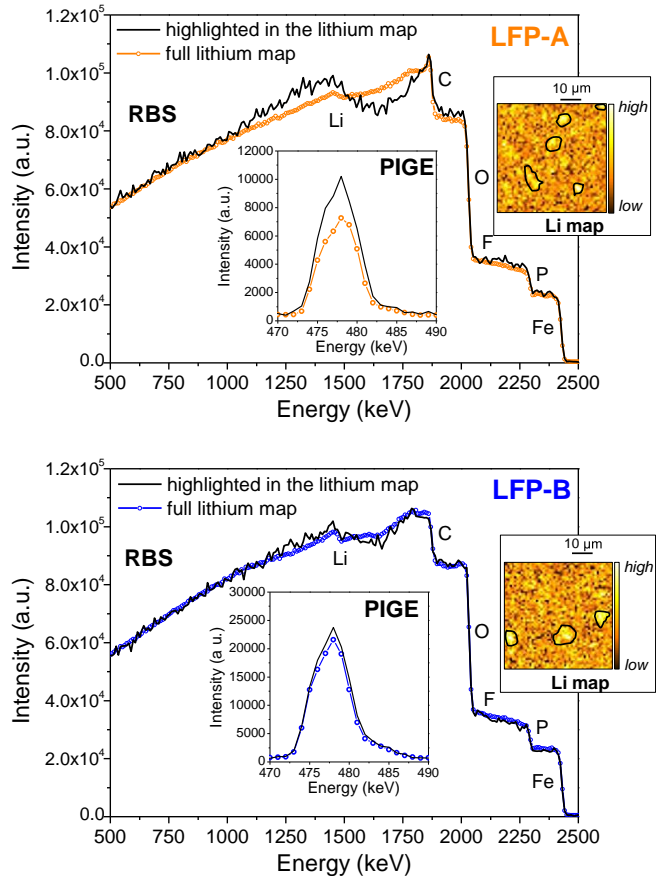 1.2x10⁵
highlighted in the lithium map
full lithium map
LFP-A
1.0x10⁵
8.0x10⁴
6.0x10⁴
4.0x10⁴
2.0x10⁴
0.0
Intensity (a.u.)
RBS
Li
C
O
F
P
Fe
10 µm
high
low
Li map
PIGE
12000
10000
8000
6000
4000
2000
0
Intensity (a.u.)
470 475 480 485 490
Energy (keV)
500 750 1000 1250 1500 1750 2000 2250 2500
Energy (keV)
1.2x10⁵
highlighted in the lithium map
full lithium map
LFP-B
1.0x10⁵
8.0x10⁴
6.0x10⁴
4.0x10⁴
2.0x10⁴
0.0
Intensity (a.u.)
RBS
Li
C
O
F
P
Fe
10 µm
high
low
Li map
PIGE
30000
25000
20000
15000
10000
5000
0
Intensity (a u.)
470 475 480 485 490
Energy (keV)
500 750 1000 1250 1500 1750 2000 2250 2500
Energy (keV)